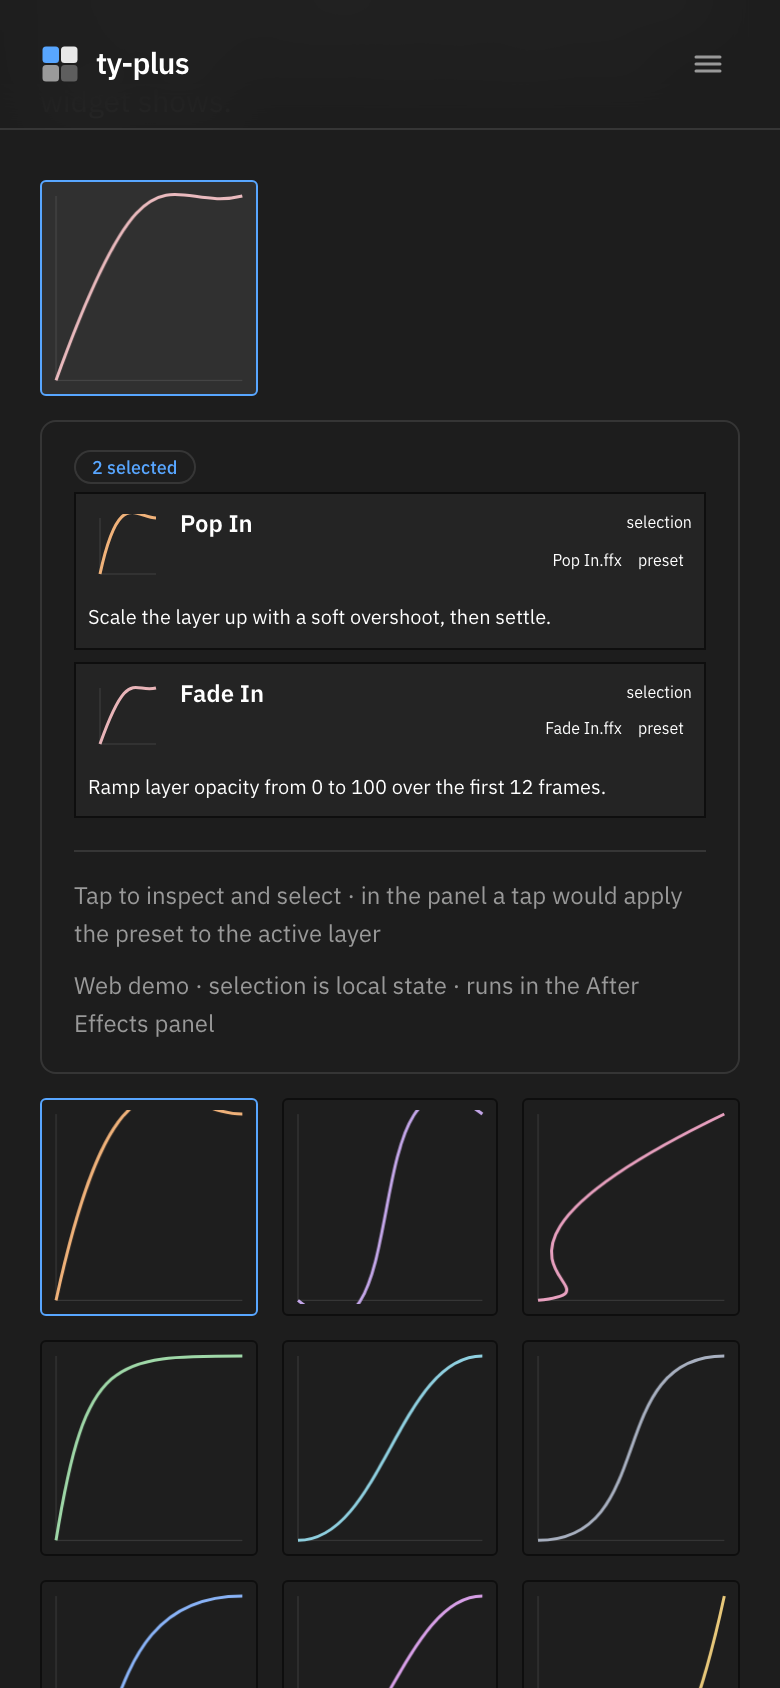 ty-plus
widget shows.
2 selected
Pop In
selection
Pop In.ffx preset
Scale the layer up with a soft overshoot, then settle.
Fade In
selection
Fade In.ffx preset
Ramp layer opacity from 0 to 100 over the first 12 frames.
Tap to inspect and select · in the panel a tap would apply
the preset to the active layer
Web demo · selection is local state · runs in the After
Effects panel